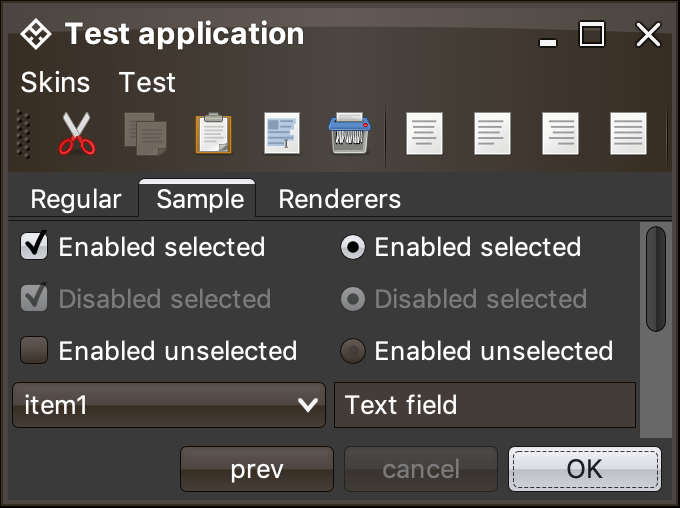 Test application
Skins Test
Regular Sample Renderers
Enabled selected Enabled selected
Disabled selected Disabled selected
Enabled unselected Enabled unselected
item1 Text field
prev cancel OK